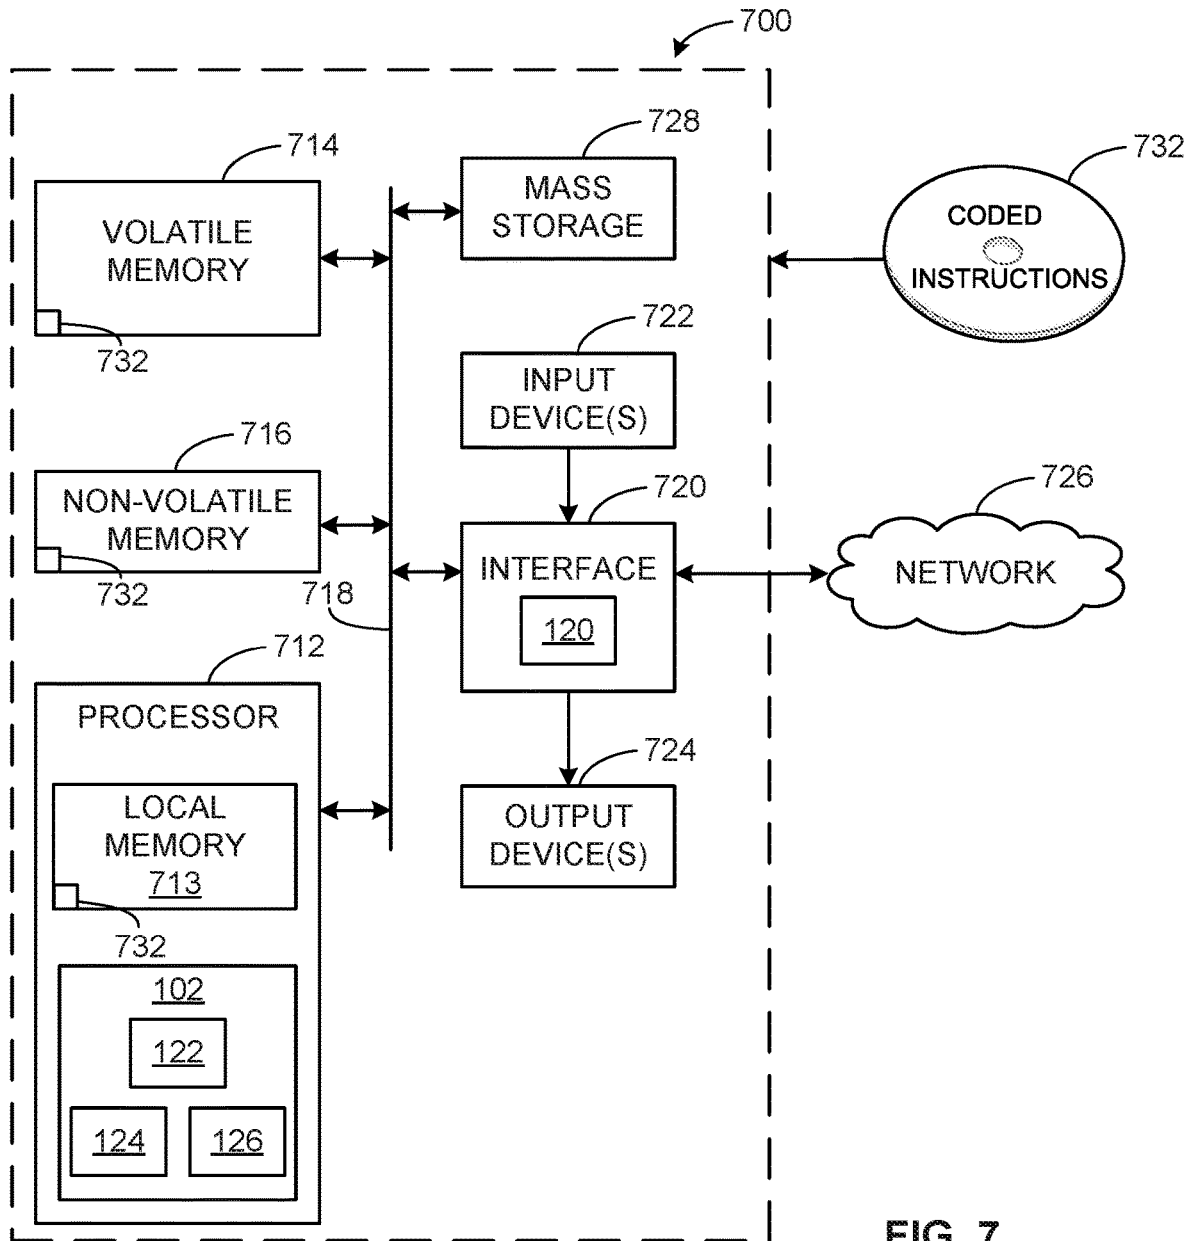 700
714
VOLATILE
MEMORY
732
728
MASS
STORAGE
732
CODED
INSTRUCTIONS
722
INPUT
DEVICE(S)
716
NON-VOLATILE
MEMORY
732
718
720
INTERFACE
120
726
NETWORK
712
PROCESSOR
LOCAL
MEMORY
713
732
102
122
124
126
724
OUTPUT
DEVICE(S)
FIG. 7